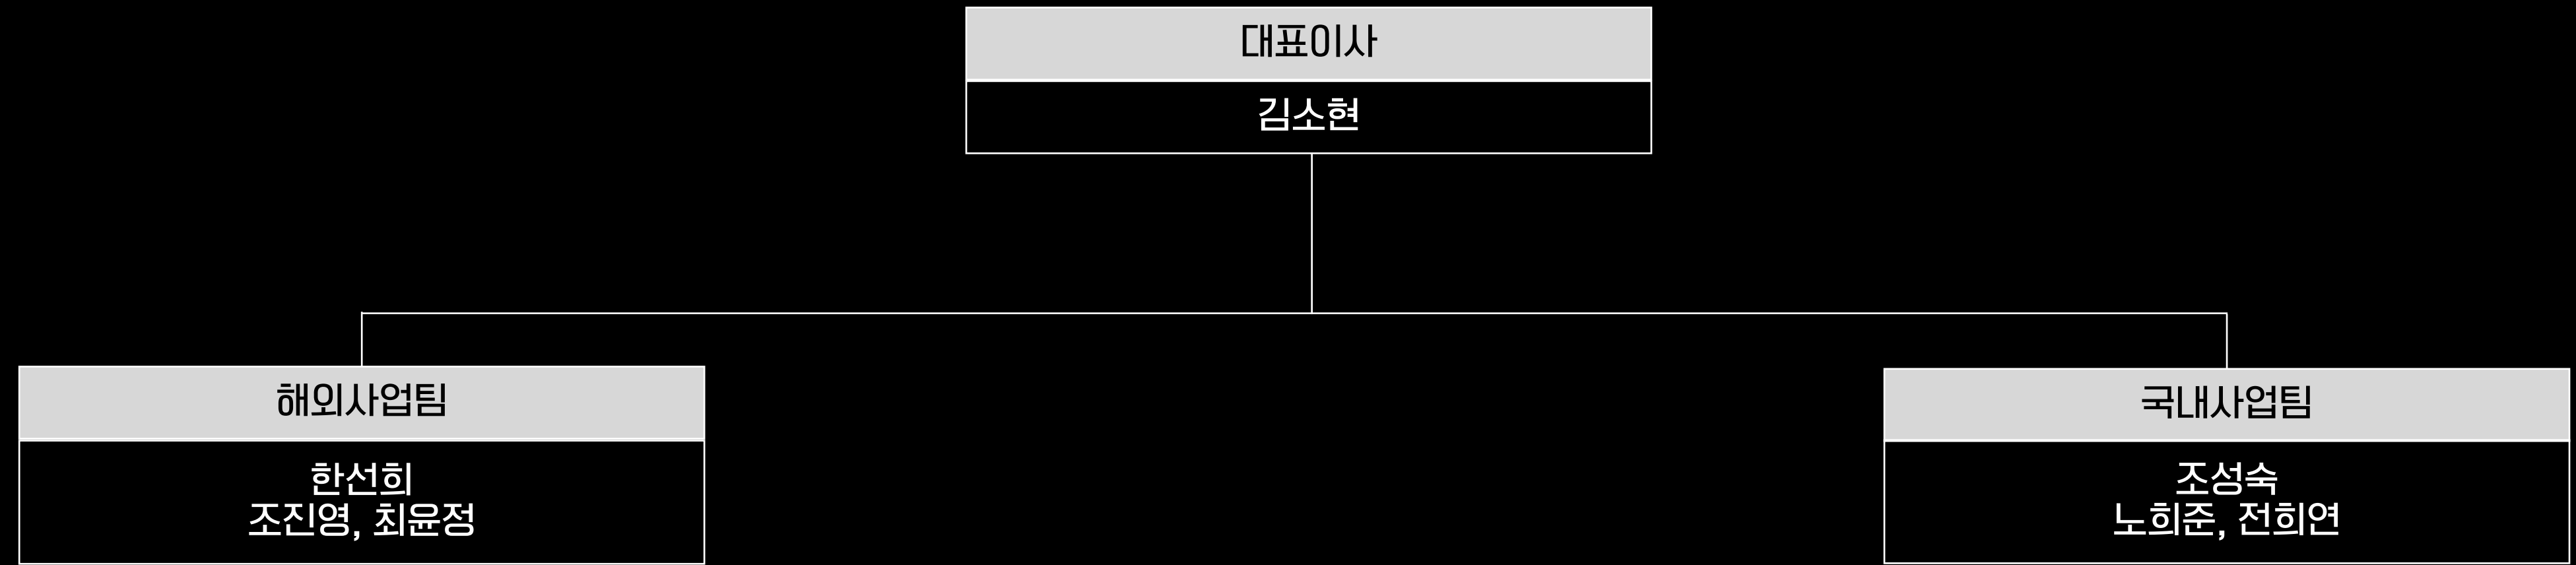 대표이사
김소현
해외사업팀
한선희
조진영, 최윤정
국내사업팀
조성숙
노희준, 전희연